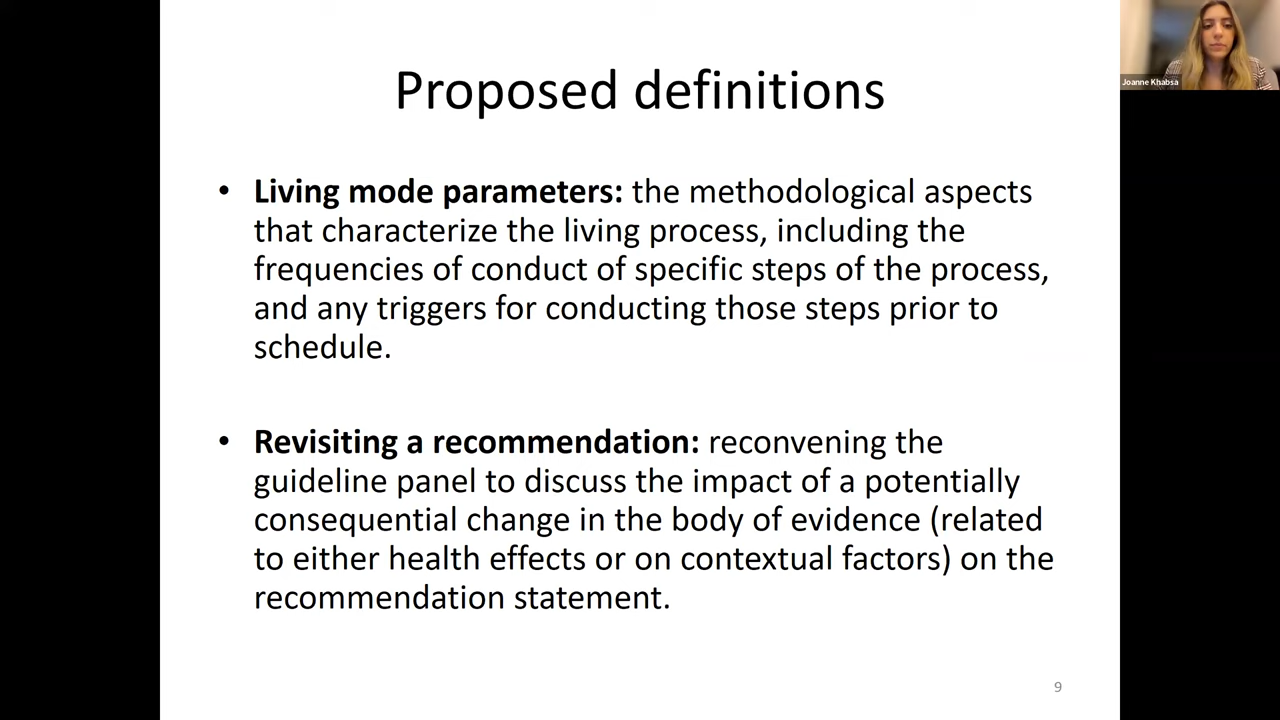 Proposed definitions
• Living mode parameters: the methodological aspects
that characterize the living process, including the
frequencies of conduct of specific steps of the process,
and any triggers for conducting those steps prior to
schedule.
• Revisiting a recommendation: reconvening the
guideline panel to discuss the impact of a potentially
consequential change in the body of evidence (related
to either health effects or on contextual factors) on the
recommendation statement.
9
Joanne Khabsa